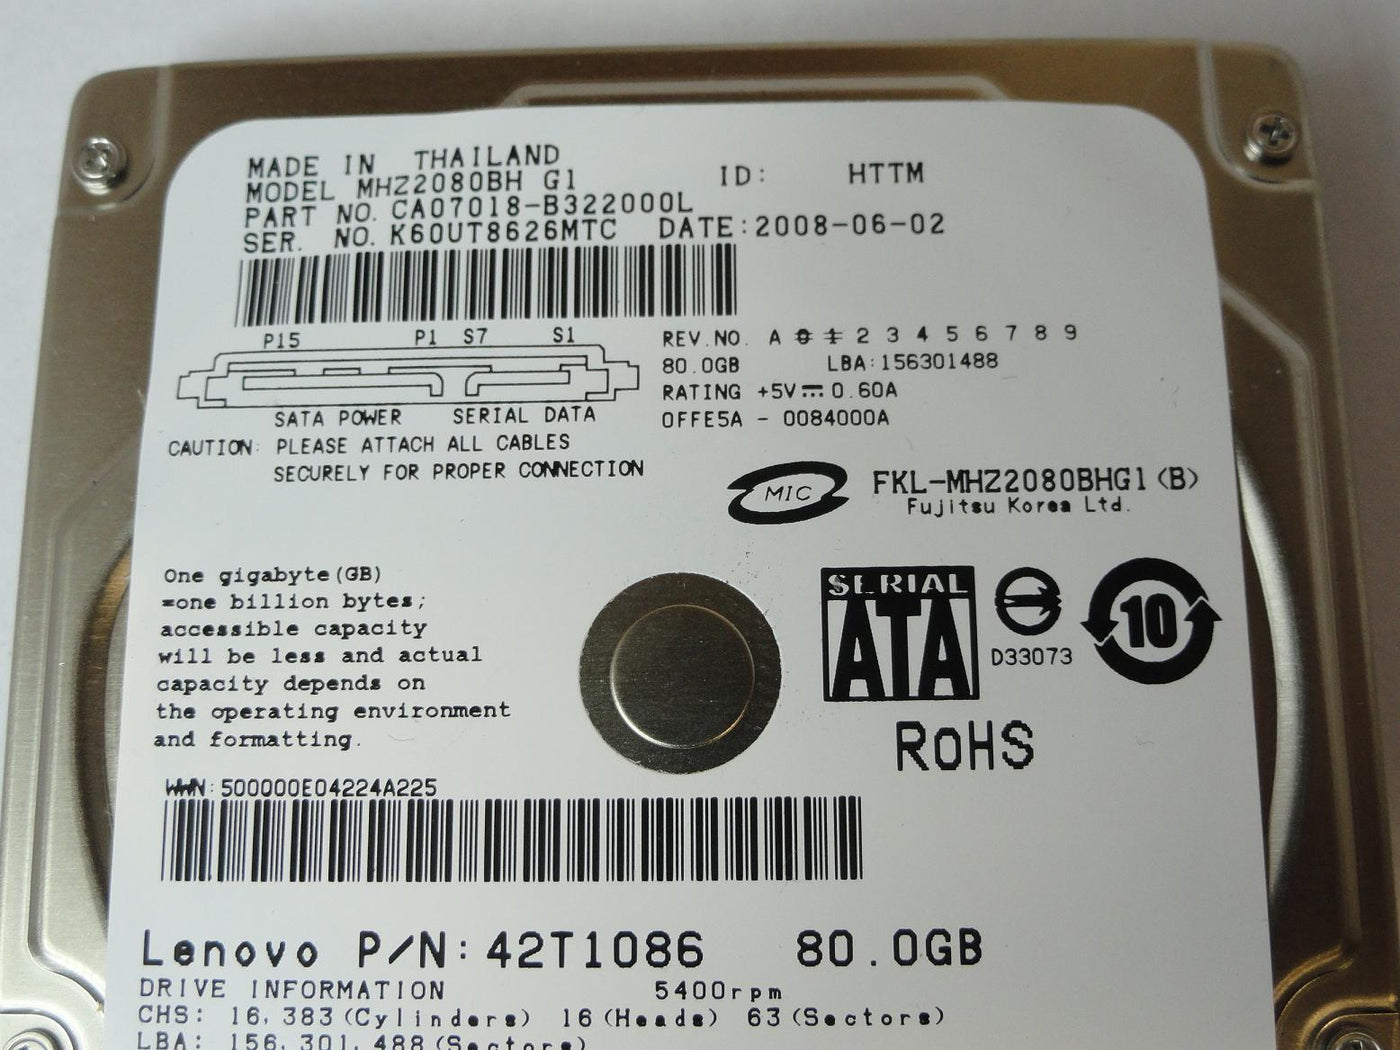 MADE IN THAILAND
MODEL MHZ2080BH G1 ID: HTTM
PART NO. CA07018-B322000L
SER. NO. K60UT8626MTC DATE:2008-06-02
P15 P1 S7 S1
SATA POWER SERIAL DATA
REV.NO. A 0 1 2 3 4 5 6 7 8 9
80.0GB LBA:156301488
RATING +5V⎓0.60A
0FFE5A - 0084000A
CAUTION: PLEASE ATTACH ALL CABLES
SECURELY FOR PROPER CONNECTION
MIC FKL-MHZ2080BHG1(B)
Fujitsu Korea Ltd.
One gigabyte(GB)
=one billion bytes;
accessible capacity
will be less and actual
capacity depends on
the operating environment
and formatting.
SERIAL
ATA
D33073
10
RoHS
WWN:500000E04224A225
Lenovo P/N:42T1086 80.0GB
DRIVE INFORMATION 5400rpm
CHS: 16,383(Cylinders) 16(Heads) 63(Sectors)
LBA: 156,301,488(Sectors)